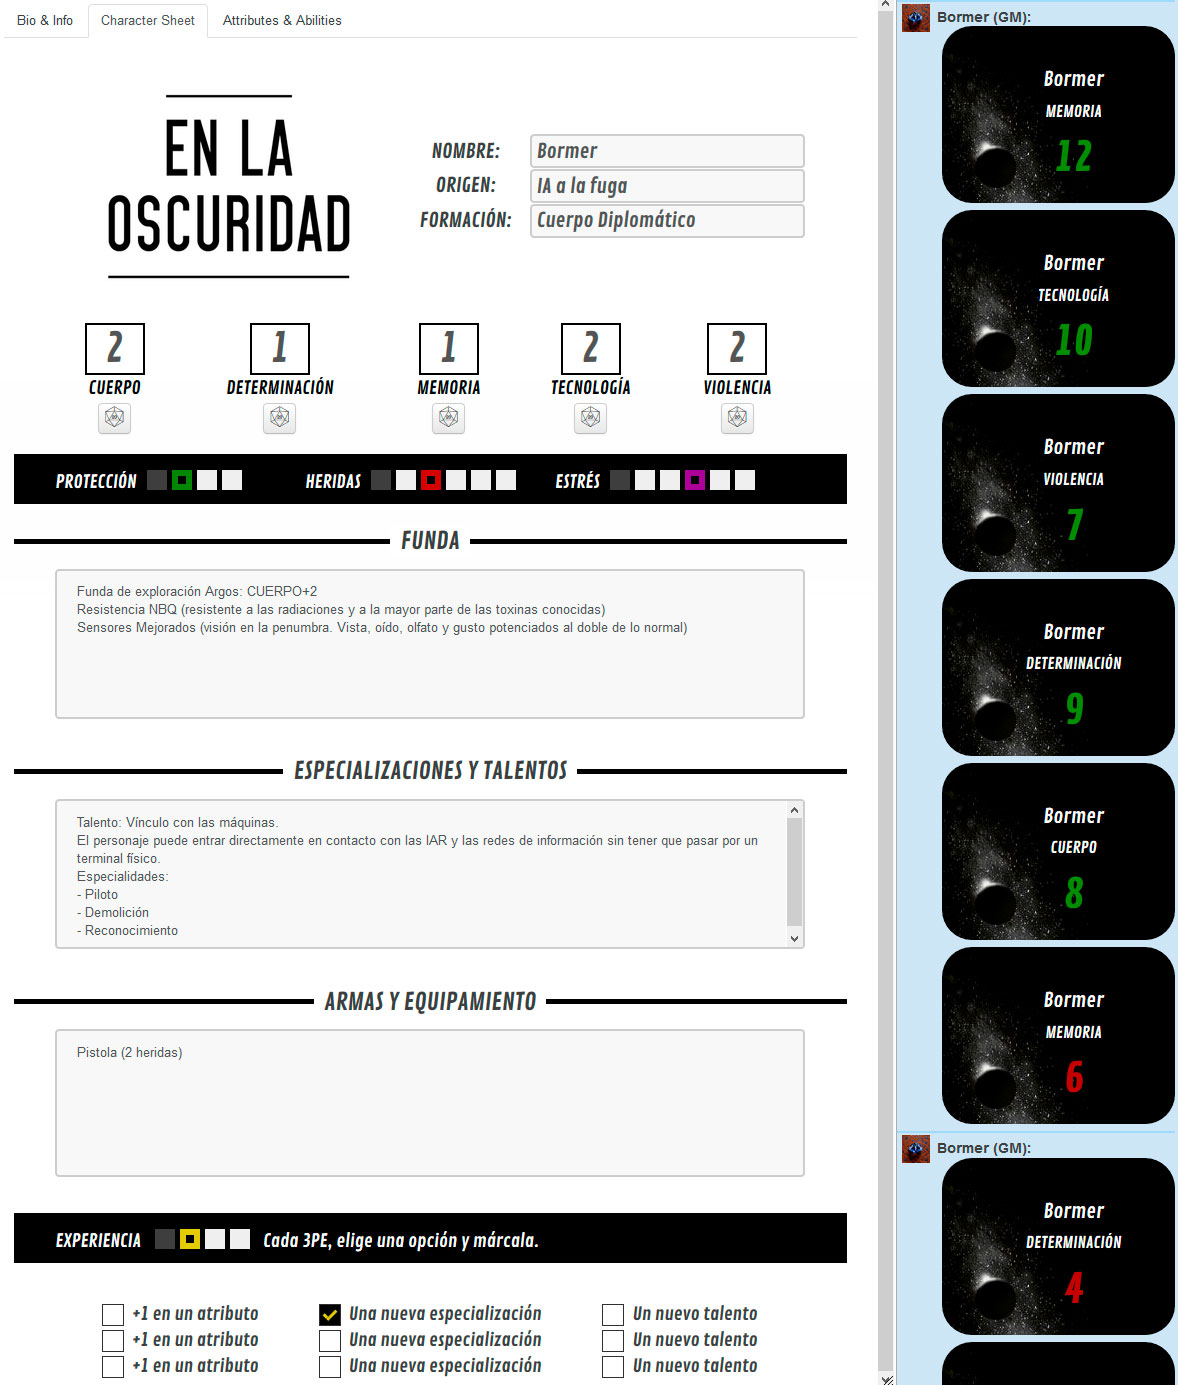 Bio & Info
Character Sheet
Attributes & Abilities
EN LA
OSCURIDAD
NOMBRE:
Bormer
ORIGEN:
IA a la fuga
FORMACIÓN:
Cuerpo Diplomático
2
1
1
2
2
CUERPO
DETERMINACIÓN
MEMORIA
TECNOLOGÍA
VIOLENCIA
PROTECCIÓN
HERIDAS
ESTRÉS
FUNDA
Funda de exploración Argos: CUERPO+2
Resistencia NBQ (resistente a las radiaciones y a la mayor parte de las toxinas conocidas)
Sensores Mejorados (visión en la penumbra. Vista, oído, olfato y gusto potenciados al doble de lo normal)
ESPECIALIZACIONES Y TALENTOS
Talento: Vínculo con las máquinas.
El personaje puede entrar directamente en contacto con las IAR y las redes de información sin tener que pasar por un
terminal físico.
Especialidades:
- Piloto
- Demolición
- Reconocimiento
ARMAS Y EQUIPAMIENTO
Pistola (2 heridas)
EXPERIENCIA
Cada 3PE, elige una opción y márcala.
+1 en un atributo
Una nueva especialización
Un nuevo talento
+1 en un atributo
Una nueva especialización
Un nuevo talento
+1 en un atributo
Una nueva especialización
Un nuevo talento
Bormer (GM):
Bormer
MEMORIA
12
Bormer
TECNOLOGÍA
10
Bormer
VIOLENCIA
7
Bormer
DETERMINACIÓN
9
Bormer
CUERPO
8
Bormer
MEMORIA
6
Bormer (GM):
Bormer
DETERMINACIÓN
4